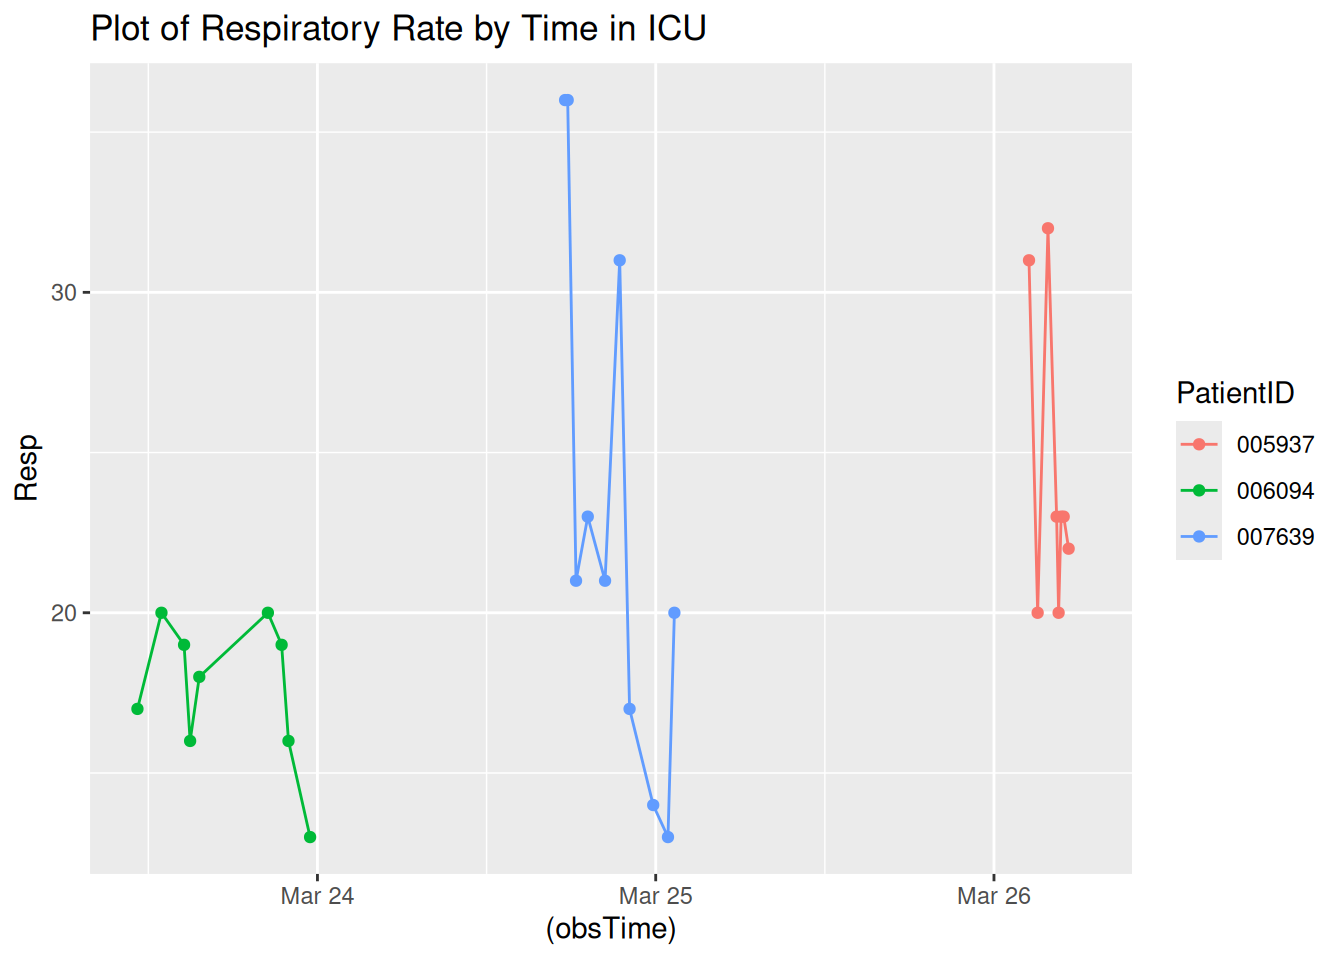 Plot of Respiratory Rate by Time in ICU
Resp
30
20
Mar 24
Mar 25
Mar 26
(obsTime)
PatientID
005937
006094
007639